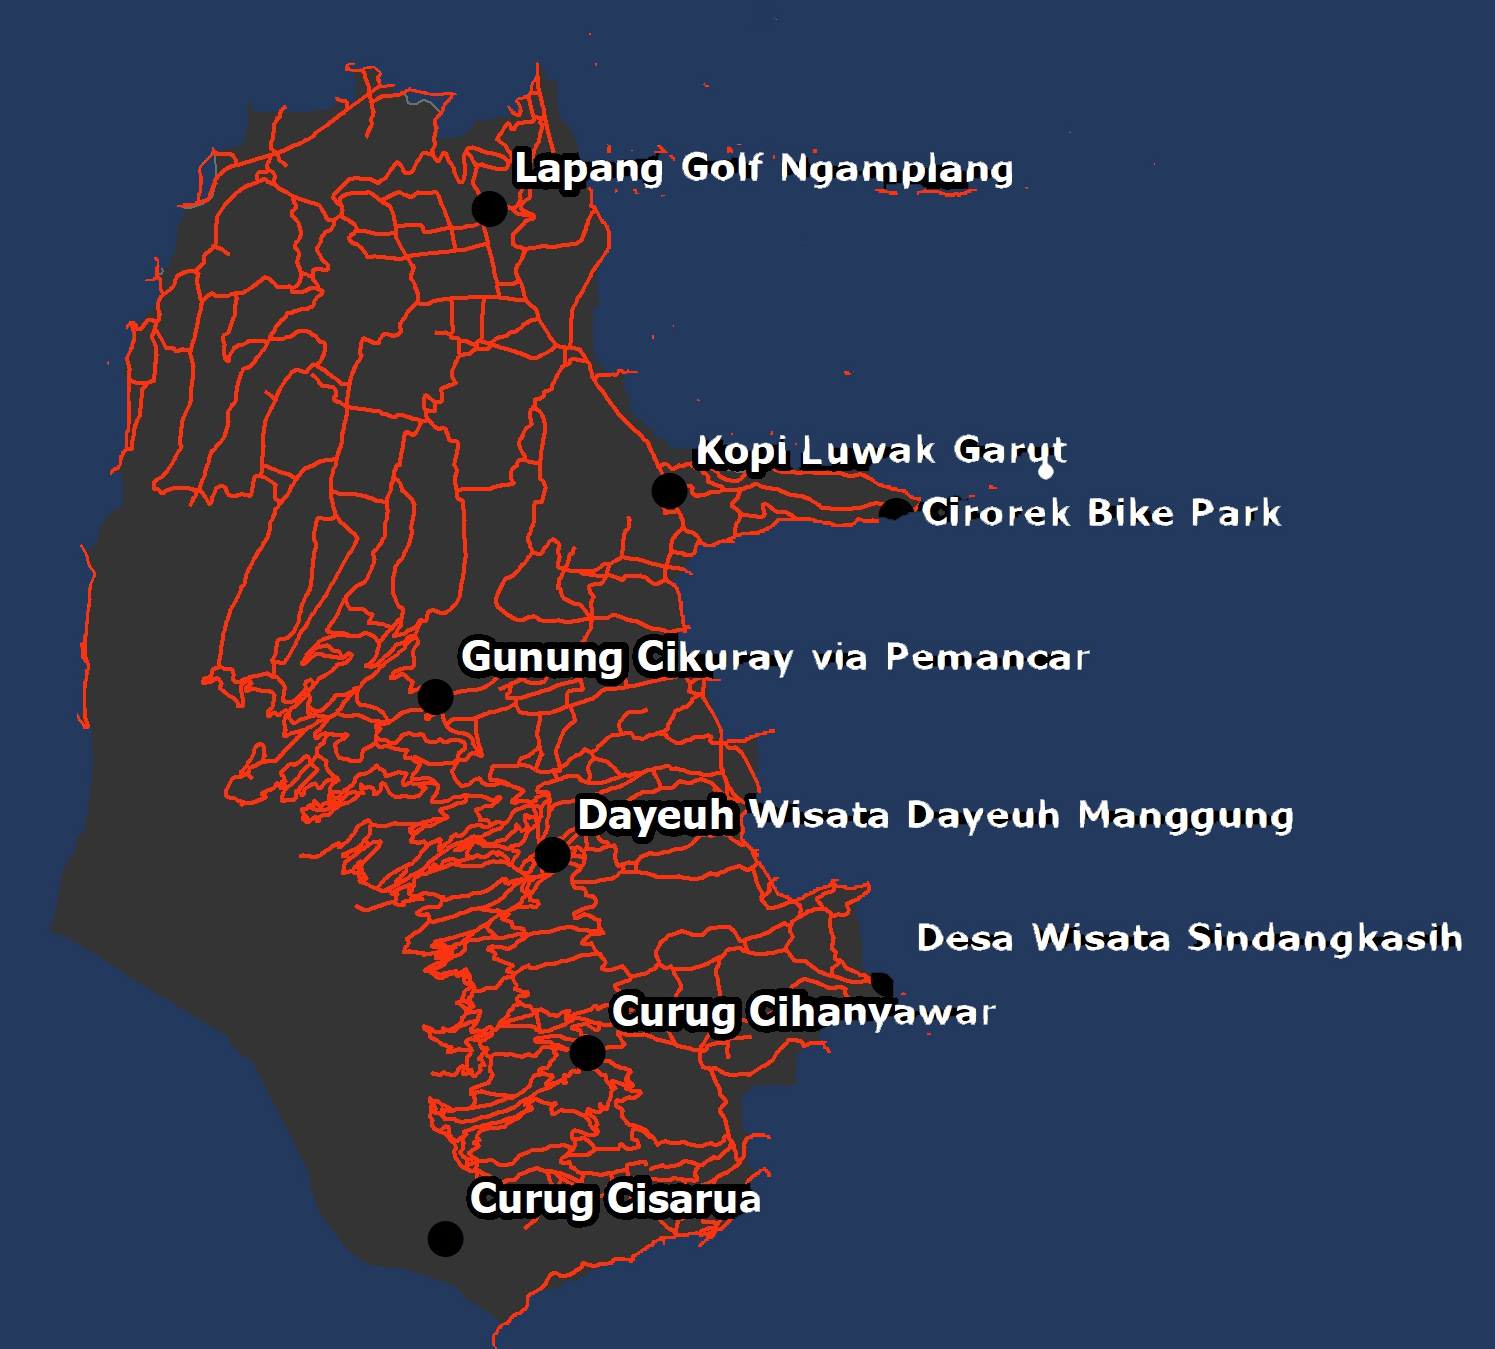 Lapang Golf Ngamplang
Kopi Luwak Garut
Cirorek Bike Park
Gunung Cikuray via Pemancar
Dayeuh Wisata Dayeuh Manggung
Desa Wisata Sindangkasih
Curug Cihanyawar
Curug Cisarua